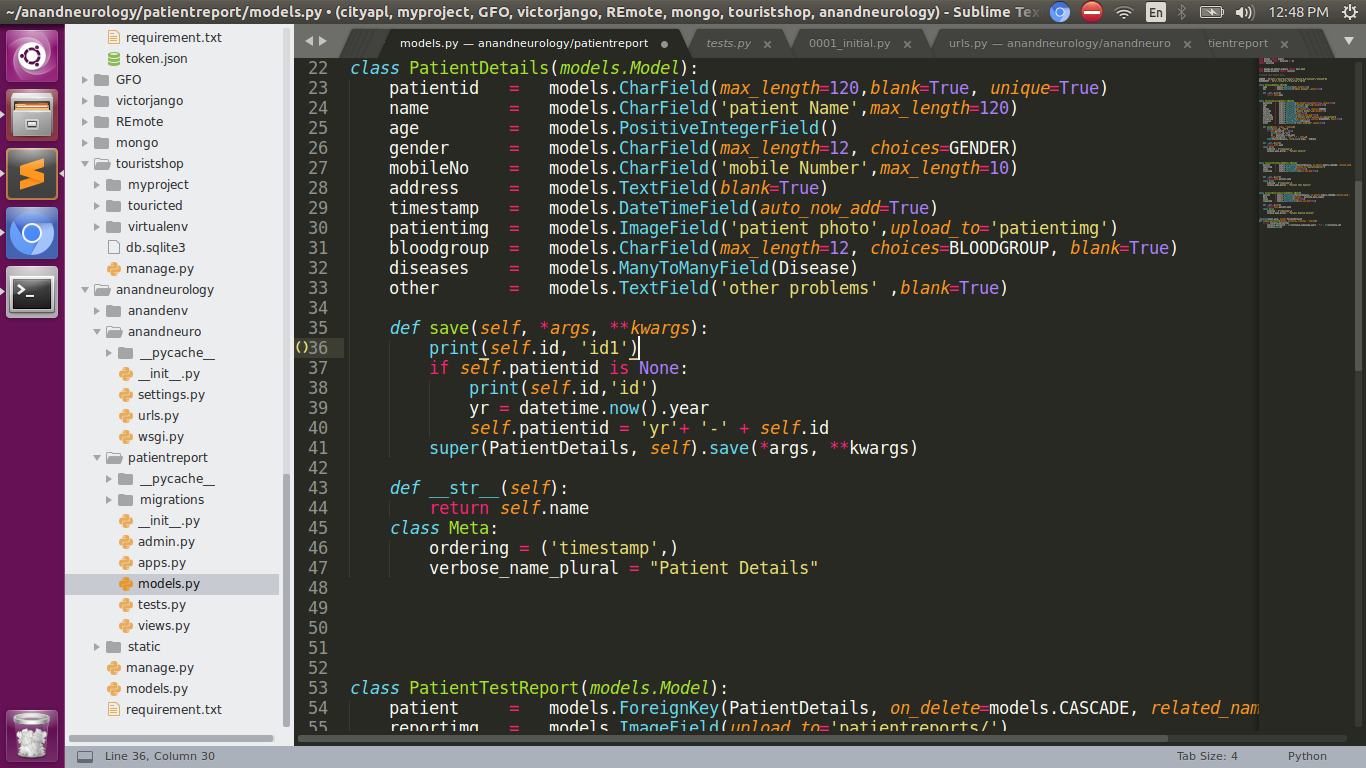 ~/anandneurology/patientreport/models.py • (cityapl, myproject, GFO, victorjango, REmote, mongo, touristshop, anandneurology) - Sublime Tex
En
12:48 PM
requirement.txt
token.json
GFO
victorjango
REmote
mongo
touristshop
myproject
touricted
virtualenv
db.sqlite3
manage.py
anandneurology
anandenv
anandneuro
__pycache__
__init__.py
settings.py
urls.py
wsgi.py
patientreport
__pycache__
migrations
__init__.py
admin.py
apps.py
models.py
tests.py
views.py
static
manage.py
models.py
requirement.txt
models.py — anandneurology/patientreport
tests.py
0001_initial.py
urls.py — anandneurology/anandneuro
tientreport
22 class PatientDetails(models.Model):
23     patientid   =   models.CharField(max_length=120,blank=True, unique=True)
24     name        =   models.CharField('patient Name',max_length=120)
25     age         =   models.PositiveIntegerField()
26     gender      =   models.CharField(max_length=12, choices=GENDER)
27     mobileNo    =   models.CharField('mobile Number',max_length=10)
28     address     =   models.TextField(blank=True)
29     timestamp   =   models.DateTimeField(auto_now_add=True)
30     patientimg  =   models.ImageField('patient photo',upload_to='patientimg')
31     bloodgroup  =   models.CharField(max_length=12, choices=BLOODGROUP, blank=True)
32     diseases    =   models.ManyToManyField(Disease)
33     other       =   models.TextField('other problems' ,blank=True)
34
35     def save(self, *args, **kwargs):
()36         print(self.id, 'id1')
37         if self.patientid is None:
38             print(self.id,'id')
39             yr = datetime.now().year
40             self.patientid = 'yr'+ '-' + self.id
41         super(PatientDetails, self).save(*args, **kwargs)
42
43     def __str__(self):
44         return self.name
45     class Meta:
46         ordering = ('timestamp',)
47         verbose_name_plural = "Patient Details"
48
49
50
51
52
53 class PatientTestReport(models.Model):
54     patient     =   models.ForeignKey(PatientDetails, on_delete=models.CASCADE, related_nam
55     reportimg   =   models.ImageField(upload_to='patientreports/')
Line 36, Column 30
Tab Size: 4
Python